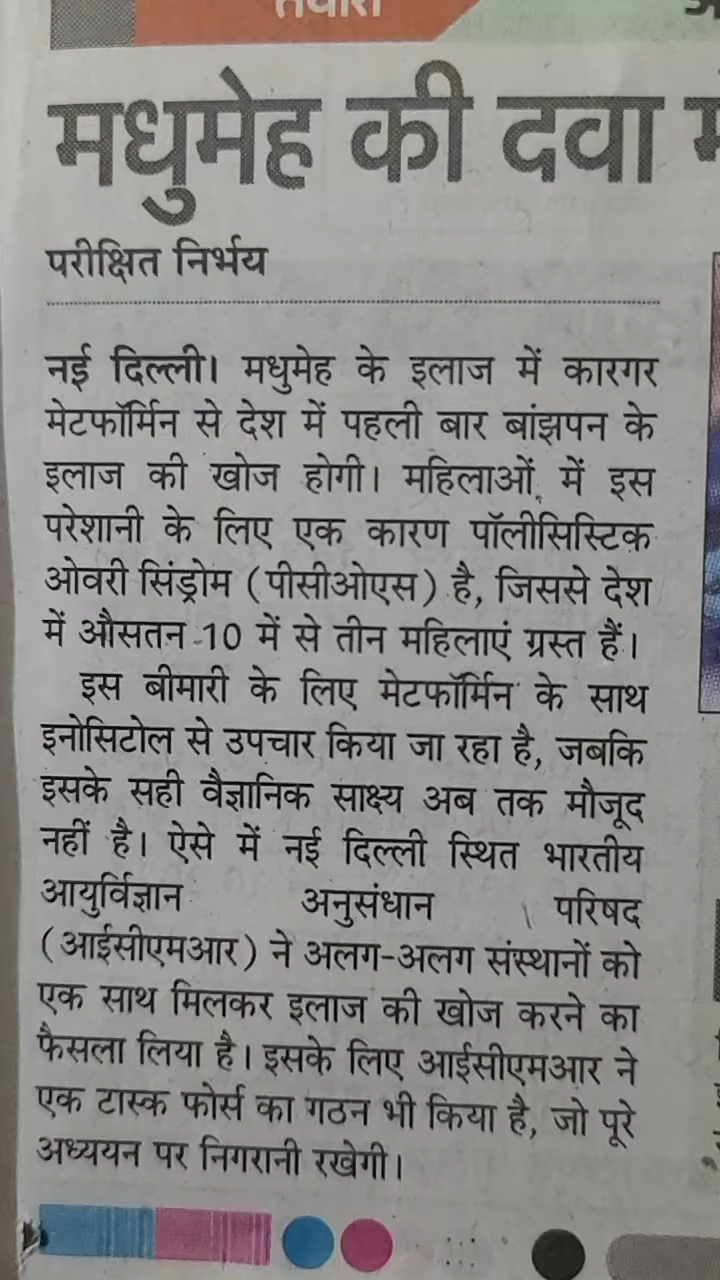 तैयारी
मधुमेह की दवा
परीक्षित निर्भय
नई दिल्ली। मधुमेह के इलाज में कारगर
मेटफॉर्मिन से देश में पहली बार बांझपन के
इलाज की खोज होगी। महिलाओं में इस
परेशानी के लिए एक कारण पॉलीसिस्टिक
ओवरी सिंड्रोम (पीसीओएस) है, जिससे देश
में औसतन 10 में से तीन महिलाएं ग्रस्त हैं।
इस बीमारी के लिए मेटफॉर्मिन के साथ
इनोसिटोल से उपचार किया जा रहा है, जबकि
इसके सही वैज्ञानिक साक्ष्य अब तक मौजूद
नहीं है। ऐसे में नई दिल्ली स्थित भारतीय
आयुर्विज्ञान अनुसंधान परिषद
(आईसीएमआर) ने अलग-अलग संस्थानों को
एक साथ मिलकर इलाज की खोज करने का
फैसला लिया है। इसके लिए आईसीएमआर ने
एक टास्क फोर्स का गठन भी किया है, जो पूरे
अध्ययन पर निगरानी रखेगी।